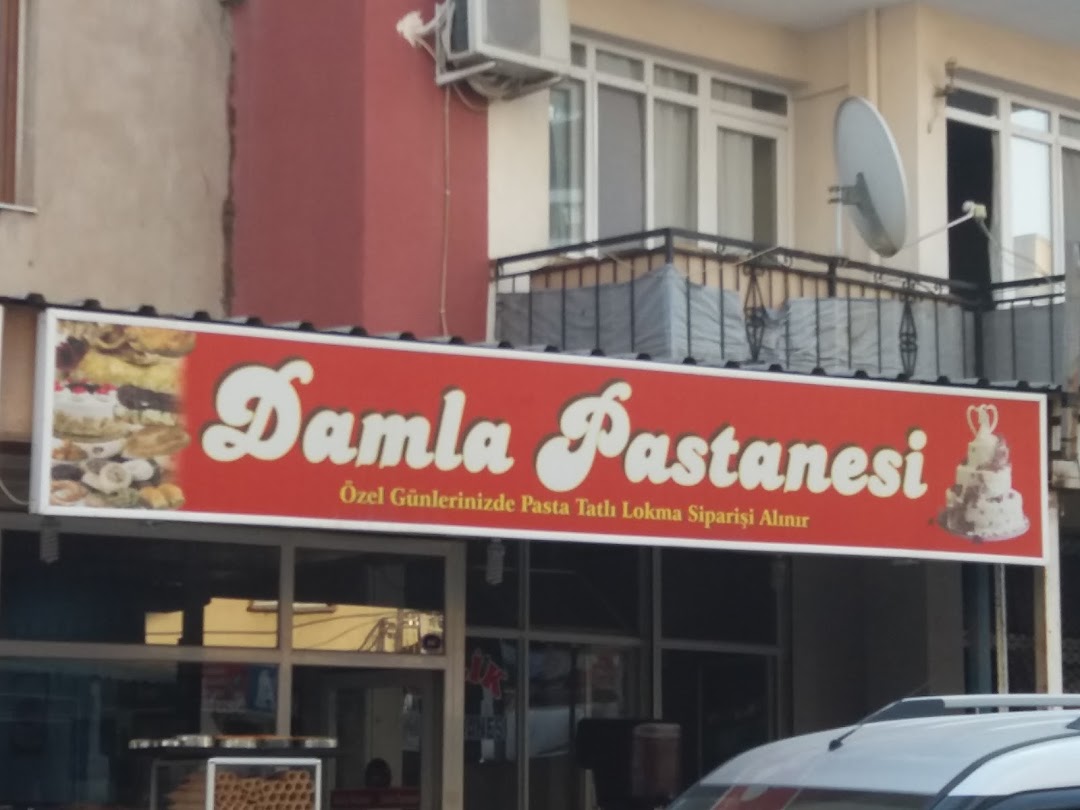 Damla Pastanesi
Özel Günlerinizde Pasta Tatlı Lokma Siparişi Alınır